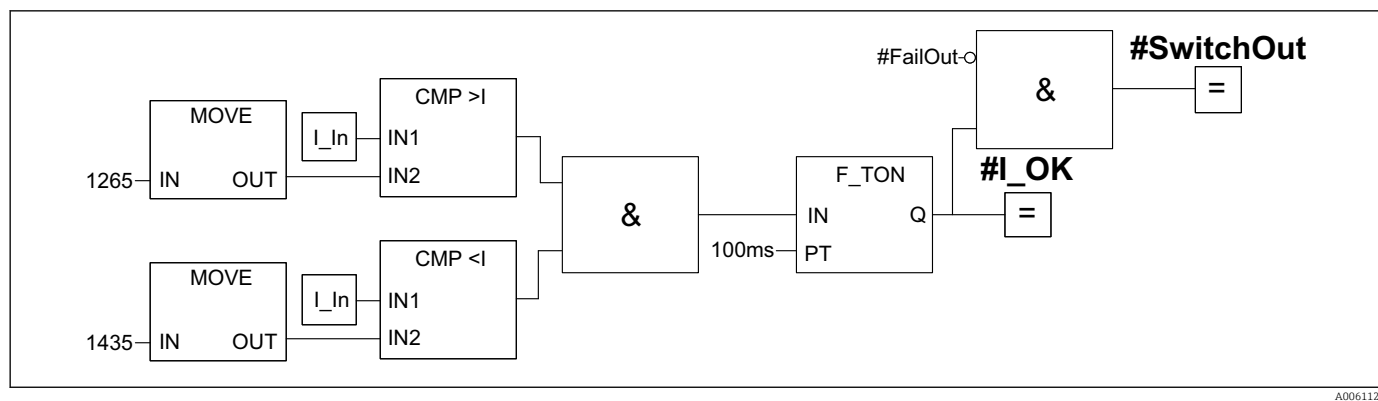 #FailOut
&
#SwitchOut
=
MOVE
1265
IN
OUT
I_In
CMP >I
IN1
IN2
&
F_TON
IN
Q
100ms
PT
#I_OK
=
MOVE
1435
IN
OUT
I_In
CMP <I
IN1
IN2
A006112